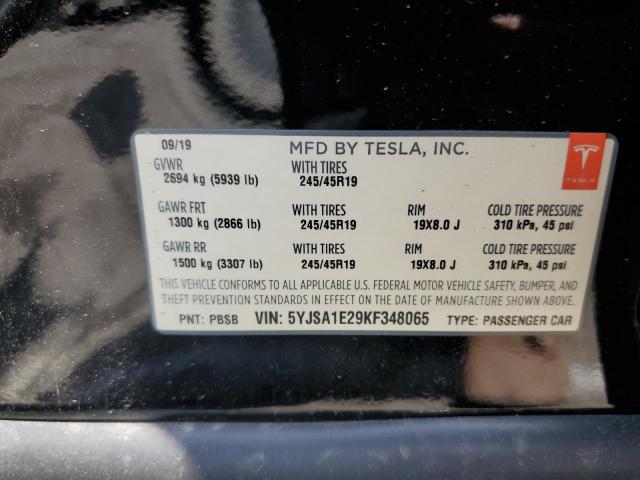 09/19 MFD BY TESLA, INC.
GVWR WITH TIRES
2694 kg (5939 lb) 245/45R19
GAWR FRT WITH TIRES RIM COLD TIRE PRESSURE
1300 kg (2866 lb) 245/45R19 19X8.0 J 310 kPa, 45 psi
GAWR RR WITH TIRES RIM COLD TIRE PRESSURE
1500 kg (3307 lb) 245/45R19 19X8.0 J 310 kPa, 45 psi
THIS VEHICLE CONFORMS TO ALL APPLICABLE U.S. FEDERAL MOTOR VEHICLE SAFETY, BUMPER, AND
THEFT PREVENTION STANDARDS IN EFFECT ON THE DATE OF MANUFACTURE SHOWN ABOVE.
PNT: PBSB VIN: 5YJSA1E29KF348065 TYPE: PASSENGER CAR
TESLA